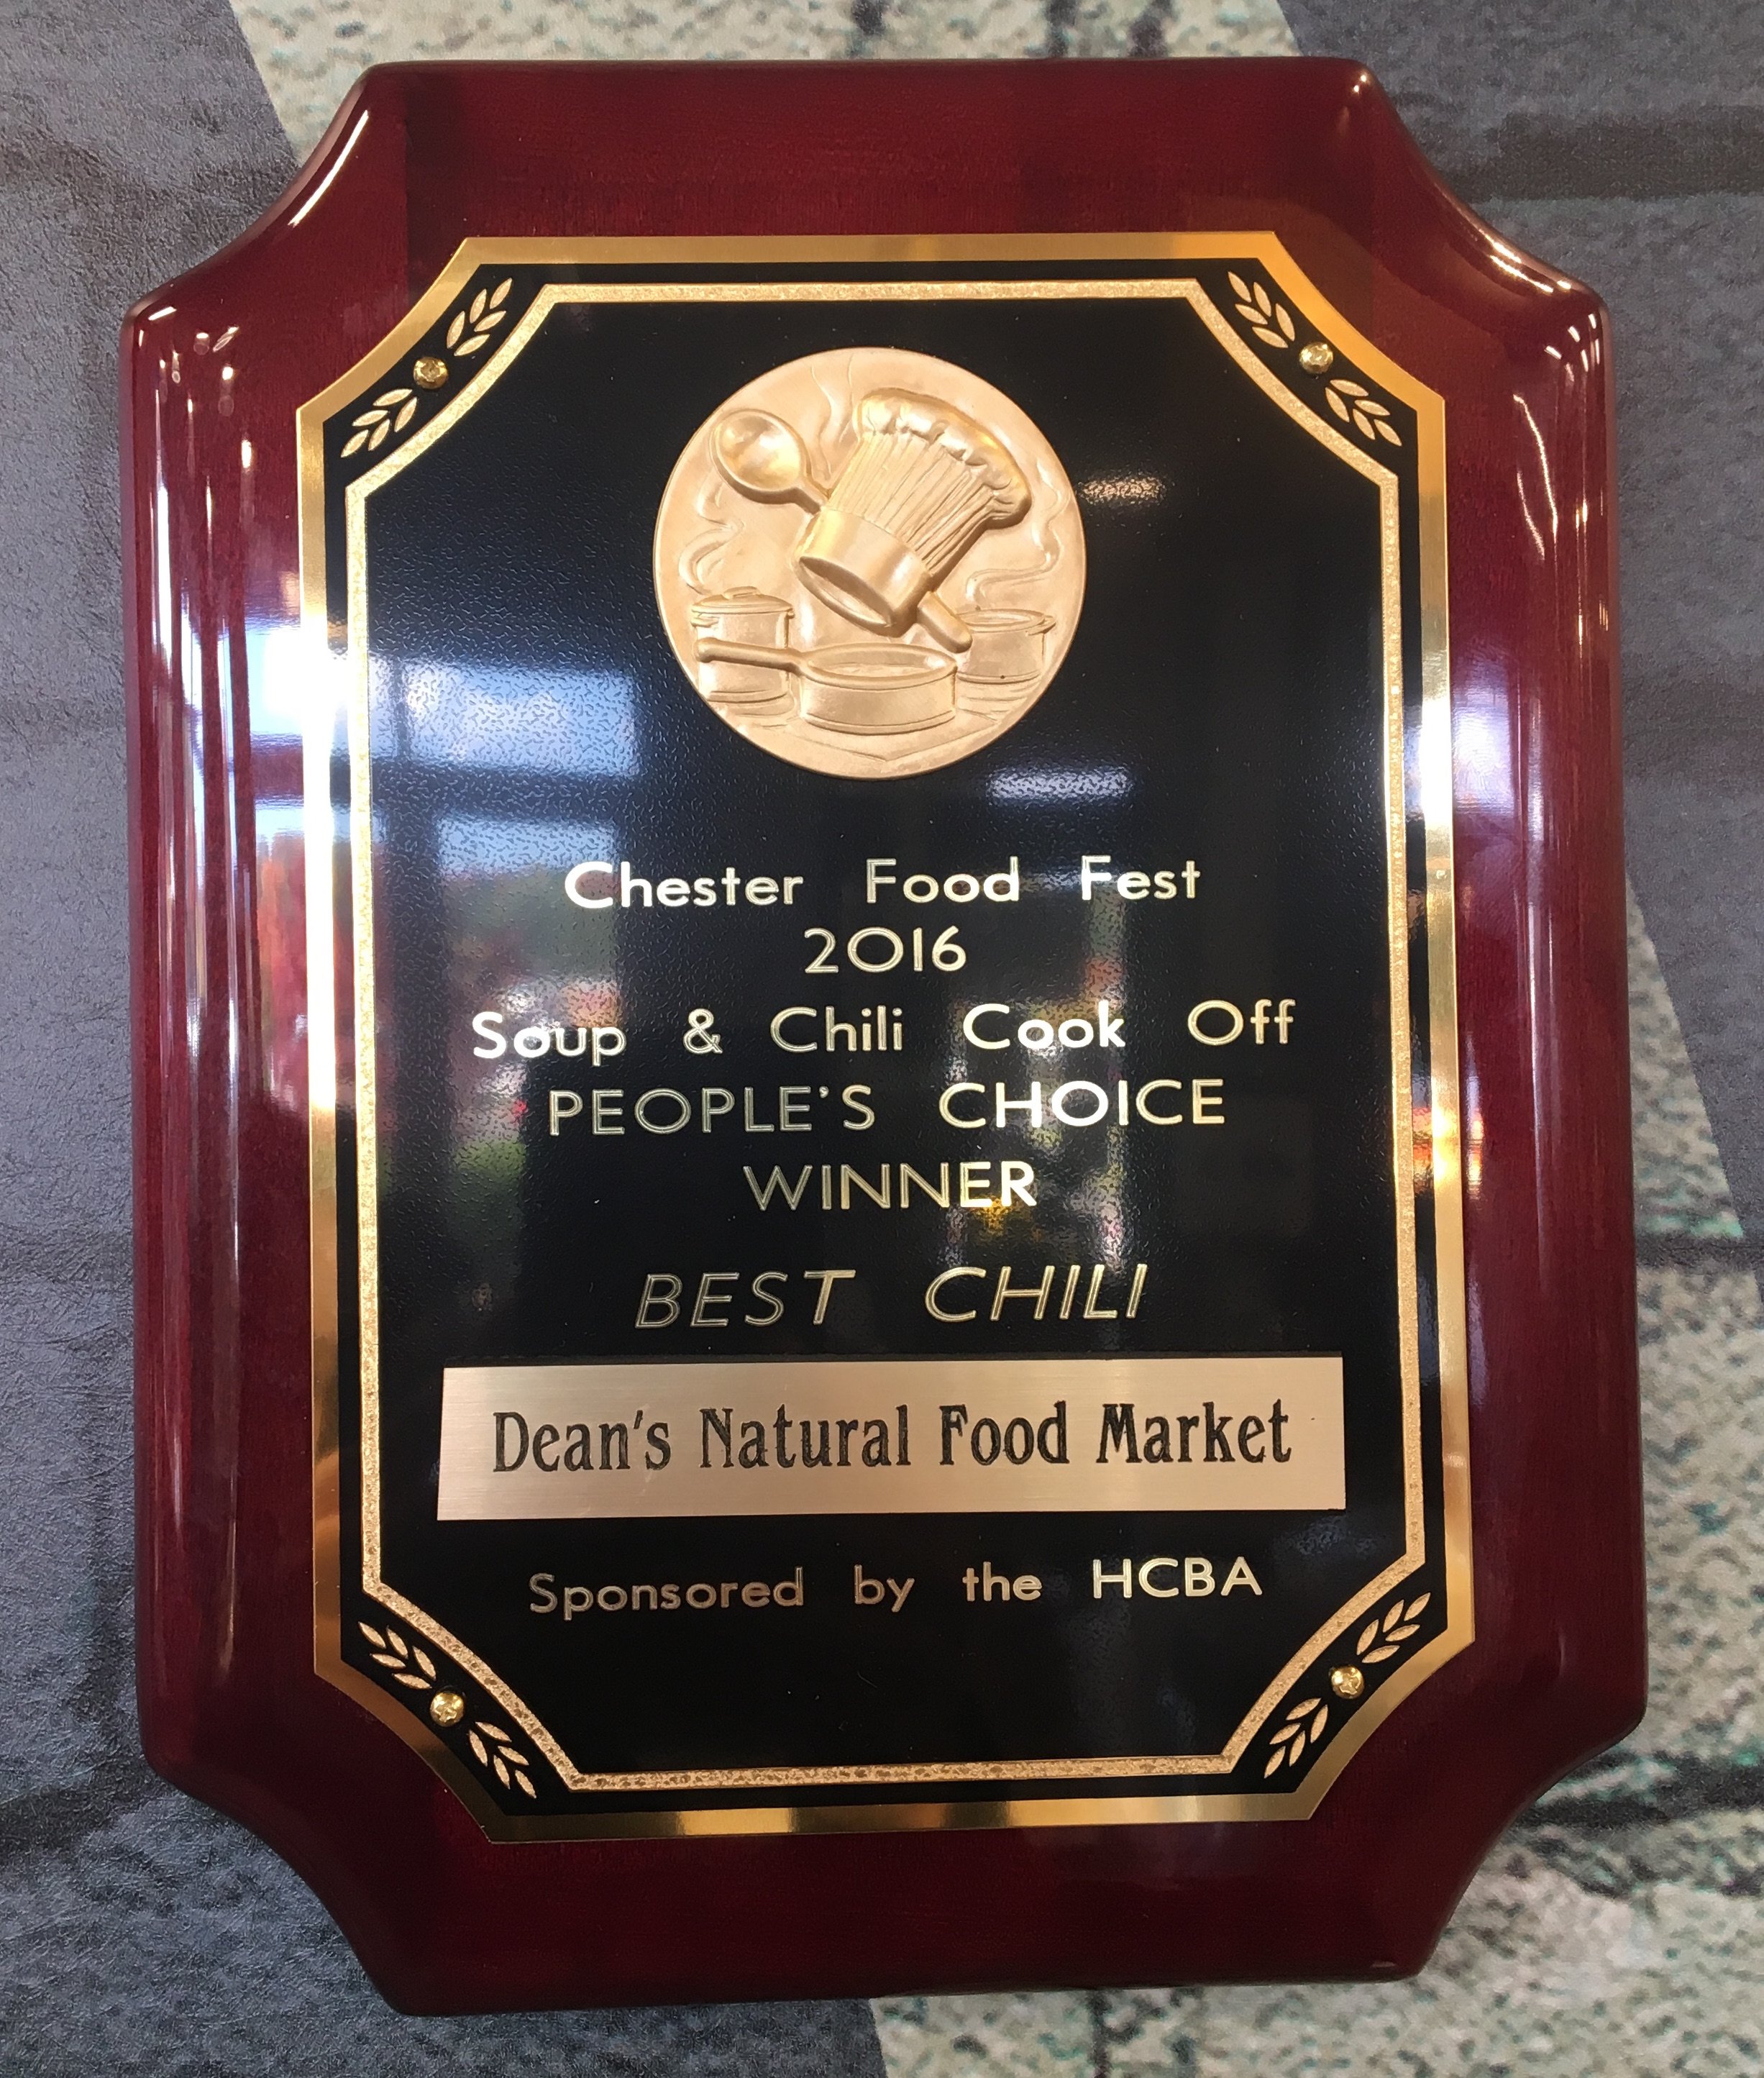 Chester Food Fest
2016
Soup & Chili Cook Off
PEOPLE'S CHOICE
WINNER
BEST CHILI
Dean's Natural Food Market
Sponsored by the HCBA